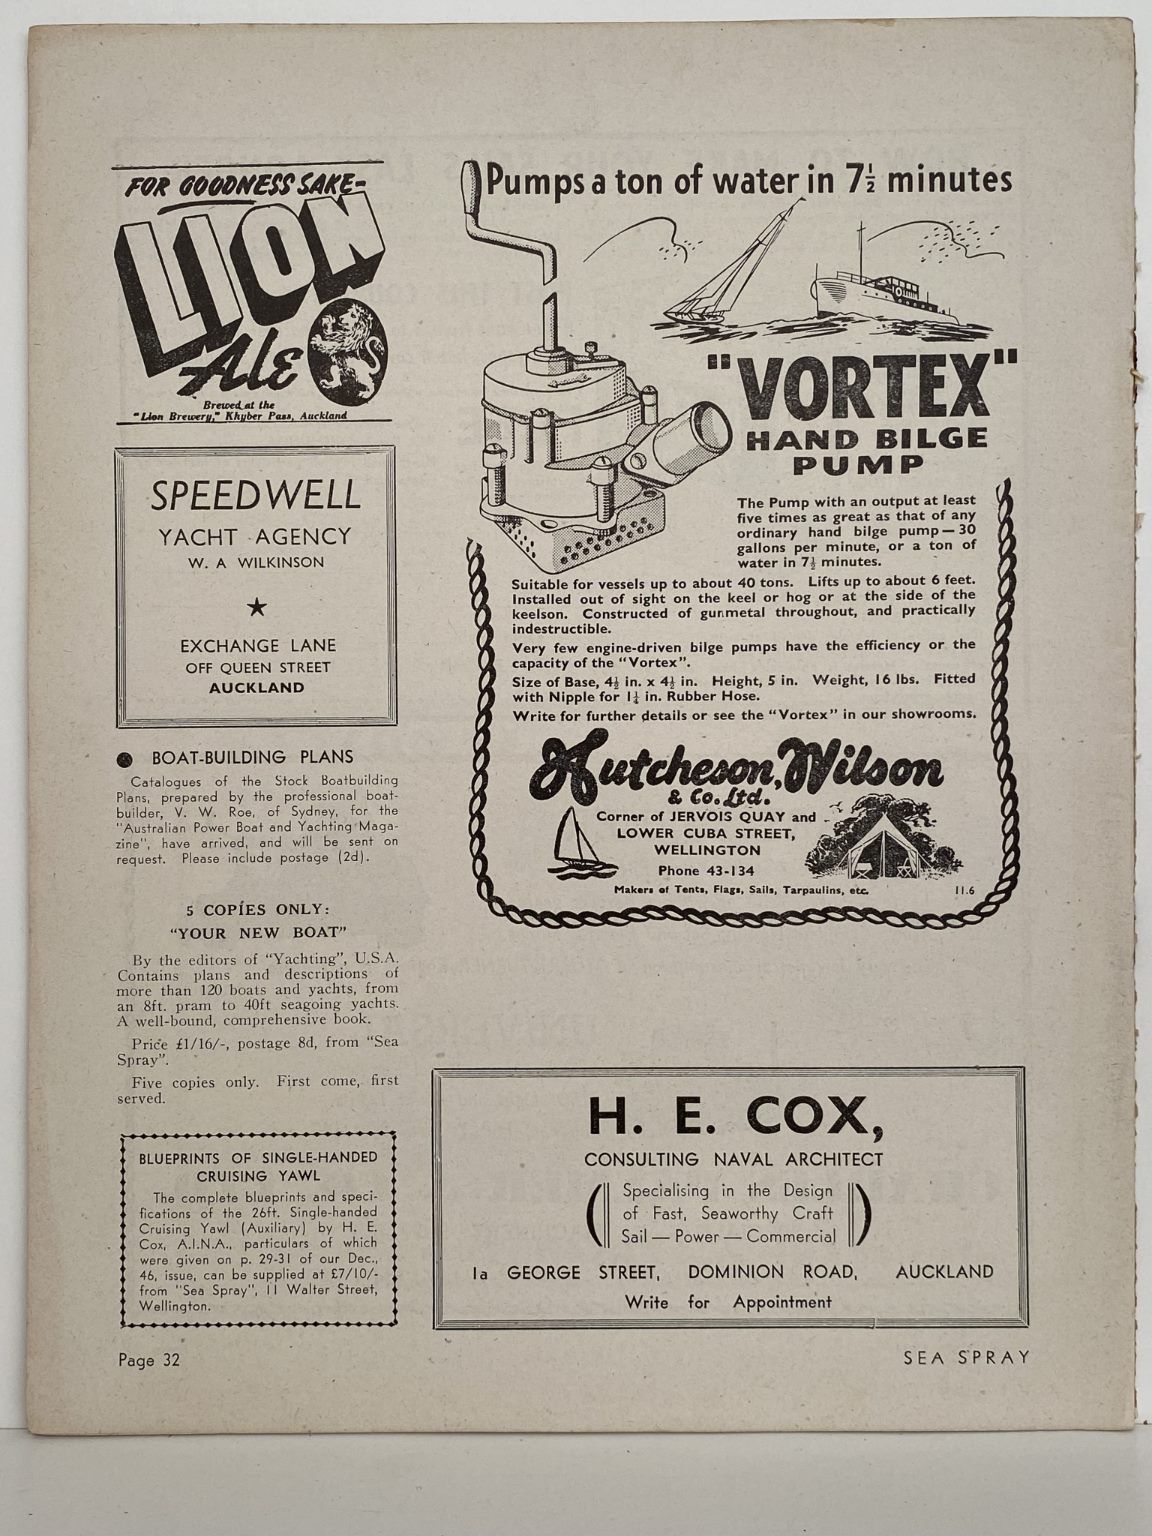 FOR GOODNESS SAKE-
LION
Ale
Brewed at the
"Lion Brewery," Khyber Pass, Auckland
SPEEDWELL
YACHT AGENCY
W. A WILKINSON
★
EXCHANGE LANE
OFF QUEEN STREET
AUCKLAND
● BOAT-BUILDING PLANS
Catalogues of the Stock Boatbuilding
Plans, prepared by the professional boat-
builder, V. W. Roe, of Sydney, for the
"Australian Power Boat and Yachting Maga-
zine", have arrived, and will be sent on
request. Please include postage (2d).
5 COPIES ONLY:
"YOUR NEW BOAT"
By the editors of "Yachting", U.S.A.
Contains plans and descriptions of
more than 120 boats and yachts, from
an 8ft. pram to 40ft seagoing yachts.
A well-bound, comprehensive book.
Price £1/16/-, postage 8d, from "Sea
Spray".
Five copies only. First come, first
served.
BLUEPRINTS OF SINGLE-HANDED
CRUISING YAWL
The complete blueprints and speci-
fications of the 26ft. Single-handed
Cruising Yawl (Auxiliary) by H. E.
Cox, A.I.N.A., particulars of which
were given on p. 29-31 of our Dec.,
46, issue, can be supplied at £7/10/-
from "Sea Spray", 11 Walter Street,
Wellington.
Pumps a ton of water in 7½ minutes
"VORTEX"
HAND BILGE
PUMP
The Pump with an output at least
five times as great as that of any
ordinary hand bilge pump—30
gallons per minute, or a ton of
water in 7½ minutes.
Suitable for vessels up to about 40 tons. Lifts up to about 6 feet.
Installed out of sight on the keel or hog or at the side of the
keelson. Constructed of gunmetal throughout, and practically
indestructible.
Very few engine-driven bilge pumps have the efficiency or the
capacity of the "Vortex".
Size of Base, 4½ in. x 4½ in. Height, 5 in. Weight, 16 lbs. Fitted
with Nipple for 1¼ in. Rubber Hose.
Write for further details or see the "Vortex" in our showrooms.
Hutcheson, Wilson
& Co. Ltd.
Corner of JERVOIS QUAY and
LOWER CUBA STREET,
WELLINGTON
Phone 43-134
Makers of Tents, Flags, Sails, Tarpaulins, etc.
11.6
H. E. COX,
CONSULTING NAVAL ARCHITECT
Specialising in the Design
of Fast, Seaworthy Craft
Sail — Power — Commercial
1a GEORGE STREET, DOMINION ROAD, AUCKLAND
Write for Appointment
Page 32
SEA SPRAY